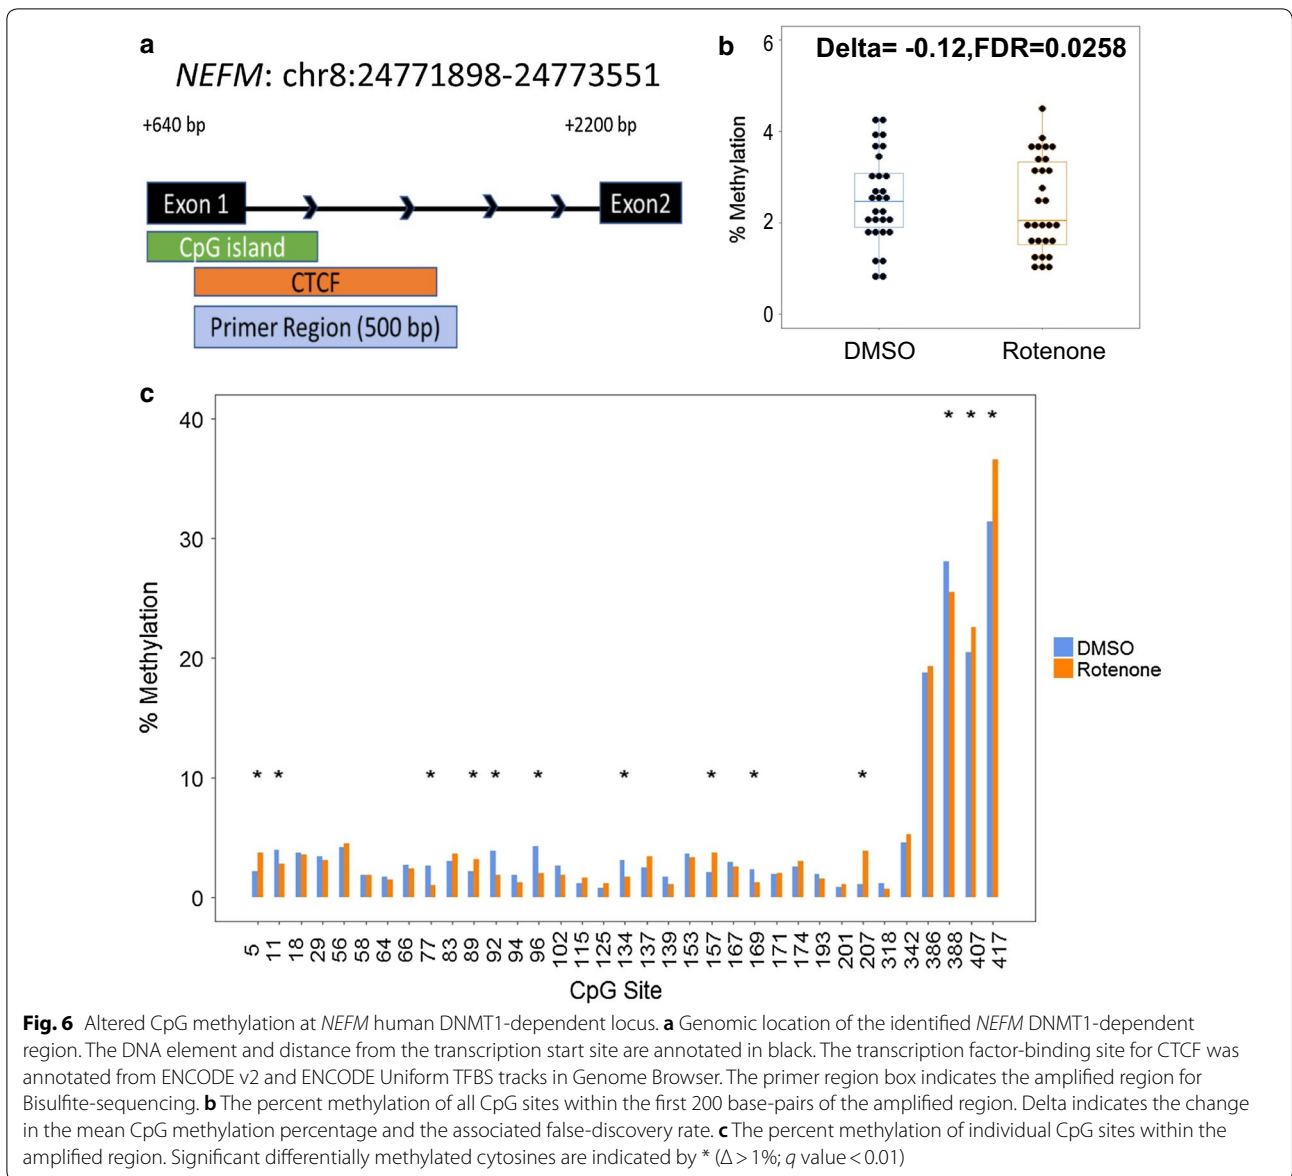 a
NEFM: chr8:24771898-24773551
+640 bp
+2200 bp
Exon 1
Exon2
CpG island
CTCF
Primer Region (500 bp)
b
Delta= -0.12,FDR=0.0258
% Methylation
6
4
2
0
DMSO
Rotenone
c
% Methylation
40
30
20
10
0
* * *
* * * * * * * * * *
5 11 18 29 56 58 64 66 77 83 89 92 94 96 102 115 125 134 137 139 153 157 167 169 171 174 193 201 207 318 342 386 388 407 417
CpG Site
DMSO
Rotenone
Fig. 6 Altered CpG methylation at NEFM human DNMT1-dependent locus. a Genomic location of the identified NEFM DNMT1-dependent
region. The DNA element and distance from the transcription start site are annotated in black. The transcription factor-binding site for CTCF was
annotated from ENCODE v2 and ENCODE Uniform TFBS tracks in Genome Browser. The primer region box indicates the amplified region for
Bisulfite-sequencing. b The percent methylation of all CpG sites within the first 200 base-pairs of the amplified region. Delta indicates the change
in the mean CpG methylation percentage and the associated false-discovery rate. c The percent methylation of individual CpG sites within the
amplified region. Significant differentially methylated cytosines are indicated by * (Δ > 1%; q value < 0.01)